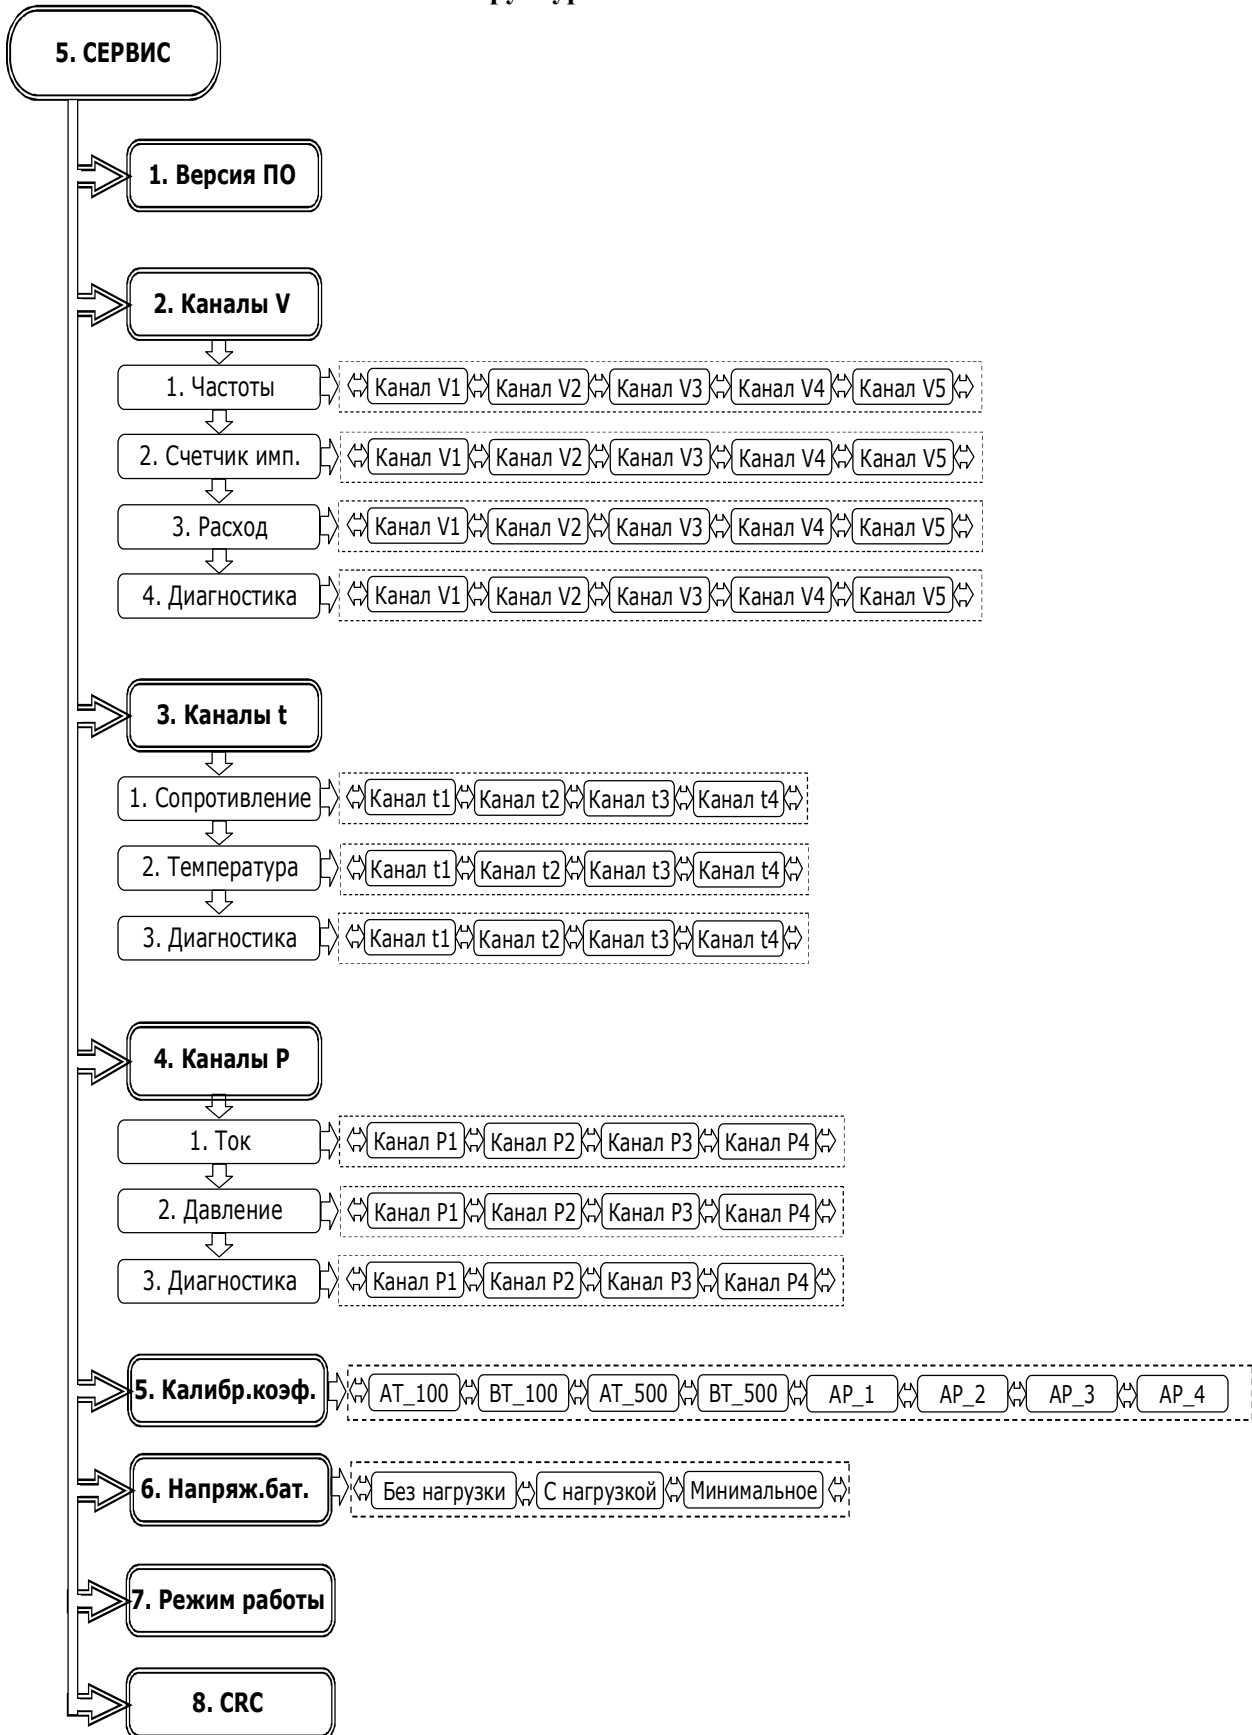 5. СЕРВИС
1. Версия ПО
2. Каналы V
1. Частоты Канал V1 Канал V2 Канал V3 Канал V4 Канал V5
2. Счетчик имп. Канал V1 Канал V2 Канал V3 Канал V4 Канал V5
3. Расход Канал V1 Канал V2 Канал V3 Канал V4 Канал V5
4. Диагностика Канал V1 Канал V2 Канал V3 Канал V4 Канал V5
3. Каналы t
1. Сопротивление Канал t1 Канал t2 Канал t3 Канал t4
2. Температура Канал t1 Канал t2 Канал t3 Канал t4
3. Диагностика Канал t1 Канал t2 Канал t3 Канал t4
4. Каналы P
1. Ток Канал P1 Канал P2 Канал P3 Канал P4
2. Давление Канал P1 Канал P2 Канал P3 Канал P4
3. Диагностика Канал P1 Канал P2 Канал P3 Канал P4
5. Калибр.коэф. AT_100 BT_100 AT_500 BT_500 AP_1 AP_2 AP_3 AP_4
6. Напряж.бат. Без нагрузки С нагрузкой Минимальное
7. Режим работы
8. CRC